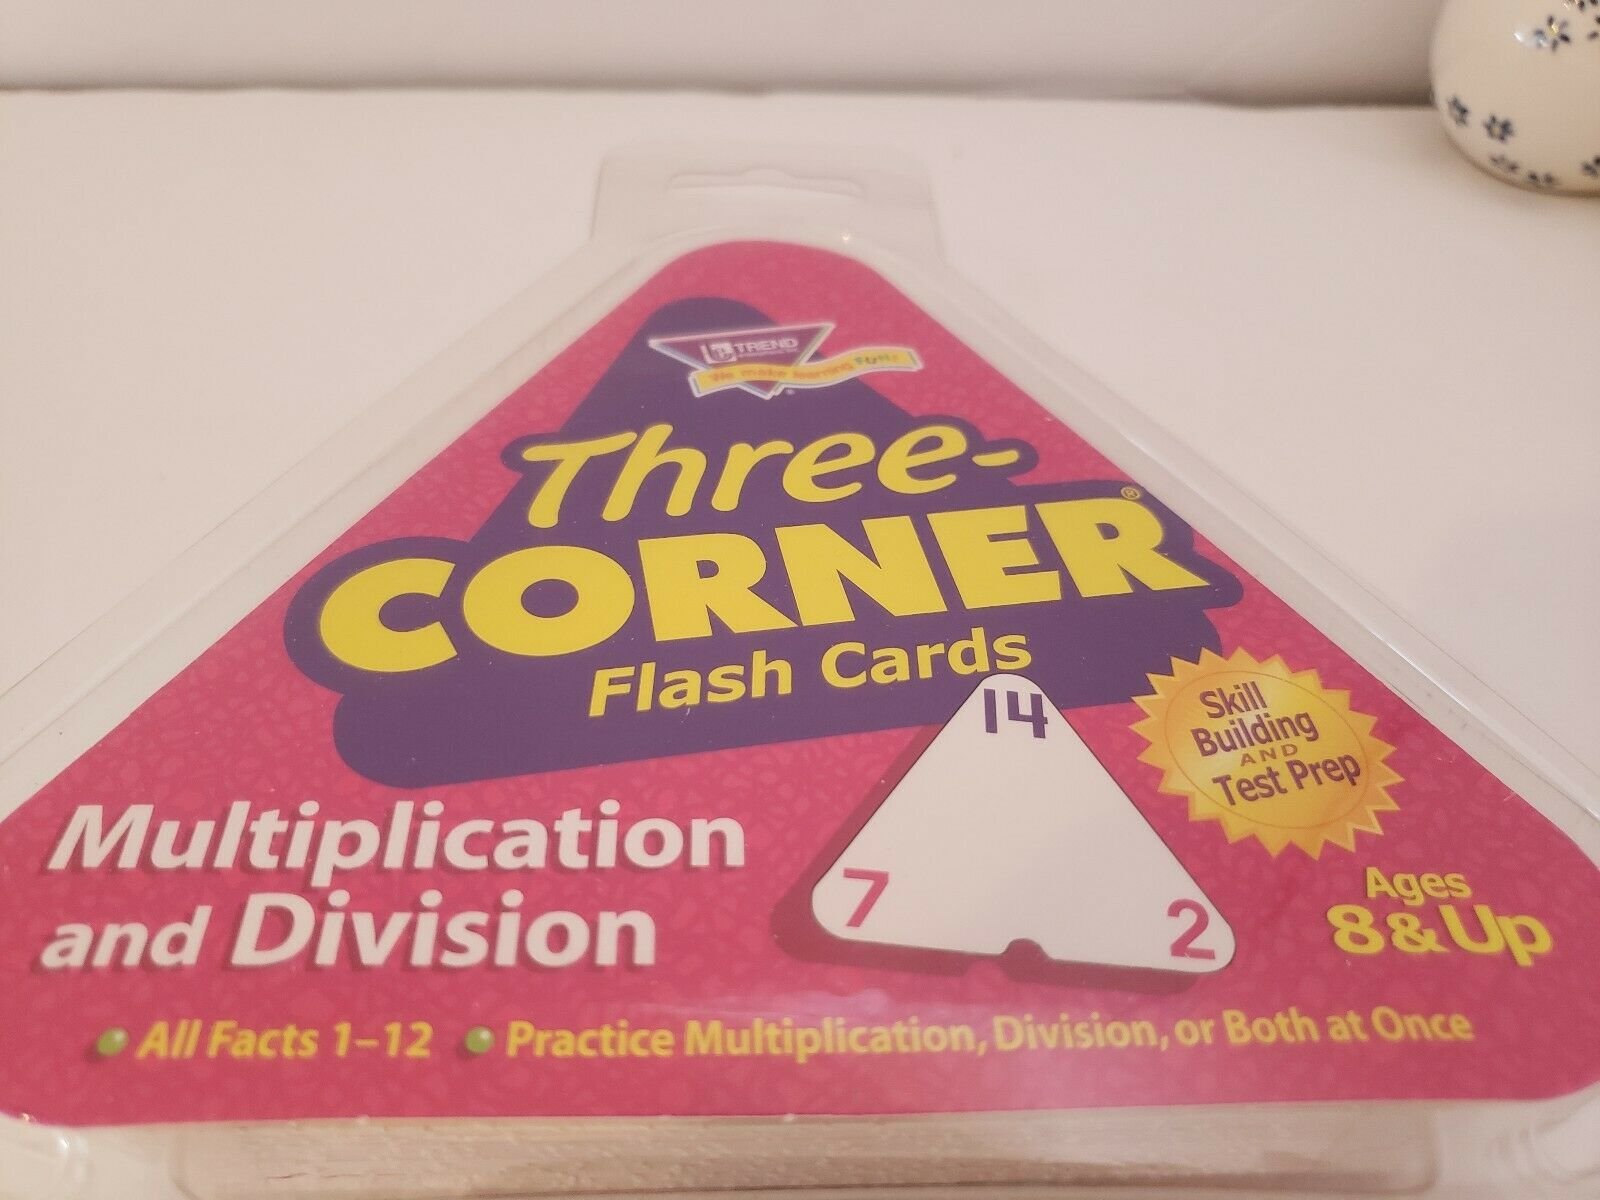 TREND
We make learning FUN!
®
Three-
CORNER®
Flash Cards
14
7
2
Skill
Building
AND
Test Prep
Multiplication
and Division
Ages
8 & Up
All Facts 1–12
Practice Multiplication, Division, or Both at Once